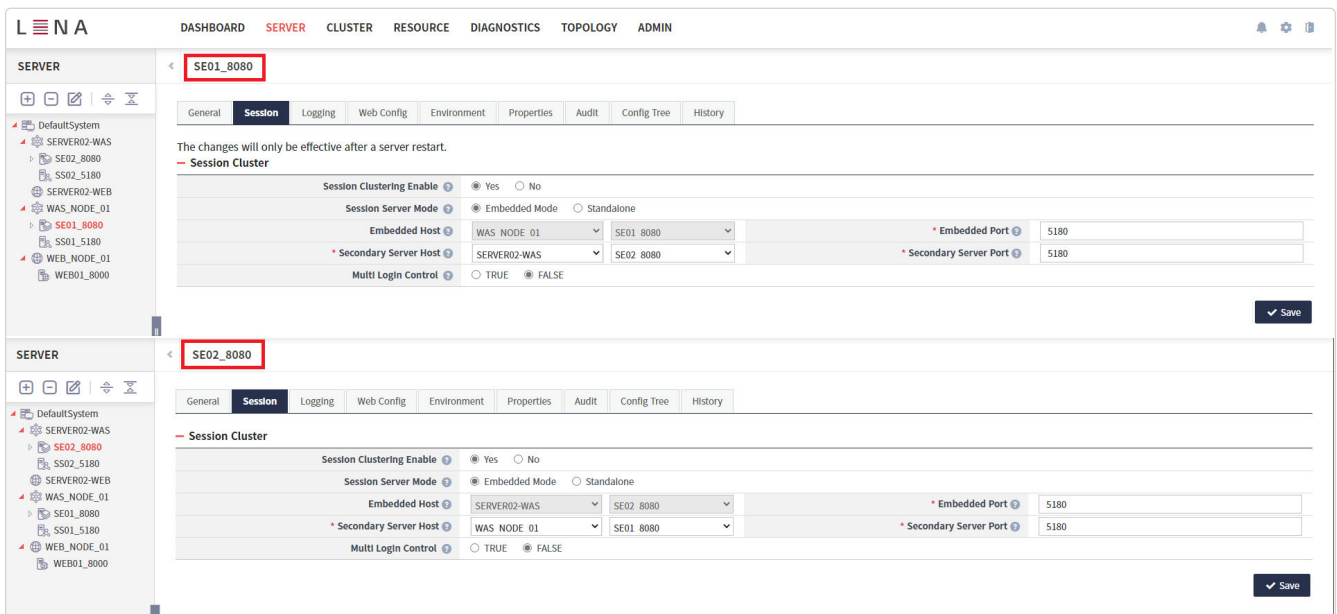 LENA DASHBOARD SERVER CLUSTER RESOURCE DIAGNOSTICS TOPOLOGY ADMIN
SERVER
DefaultSystem
SERVER02-WAS
SE02_8080
SS02_5180
SERVER02-WEB
WAS_NODE_01
SE01_8080
SS01_5180
WEB_NODE_01
WEB01_8000
SE01_8080
General Session Logging Web Config Environment Properties Audit Config Tree History
The changes will only be effective after a server restart.
Session Cluster
Session Clustering Enable ? Yes No
Session Server Mode ? Embedded Mode Standalone
Embedded Host ? WAS_NODE_01 SE01_8080 * Embedded Port ? 5180
* Secondary Server Host ? SERVER02-WAS SE02_8080 * Secondary Server Port ? 5180
Multi Login Control ? TRUE FALSE
Save
SERVER
DefaultSystem
SERVER02-WAS
SE02_8080
SS02_5180
SERVER02-WEB
WAS_NODE_01
SE01_8080
SS01_5180
WEB_NODE_01
WEB01_8000
SE02_8080
General Session Logging Web Config Environment Properties Audit Config Tree History
Session Cluster
Session Clustering Enable ? Yes No
Session Server Mode ? Embedded Mode Standalone
Embedded Host ? SERVER02-WAS SE02_8080 * Embedded Port ? 5180
* Secondary Server Host ? WAS_NODE_01 SE01_8080 * Secondary Server Port ? 5180
Multi Login Control ? TRUE FALSE
Save